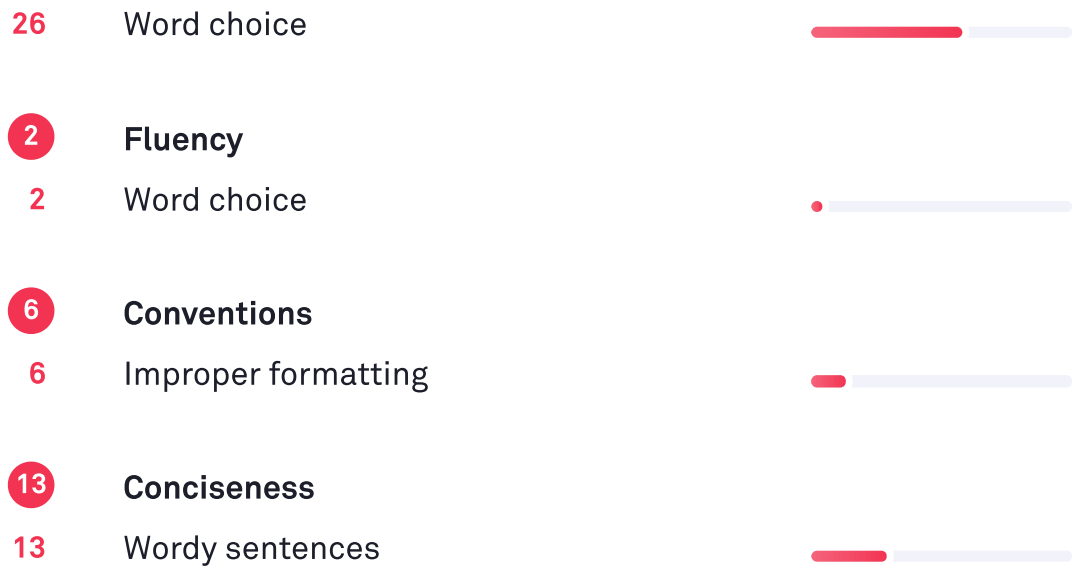 26 Word choice
2 Fluency
2 Word choice
6 Conventions
6 Improper formatting
13 Conciseness
13 Wordy sentences